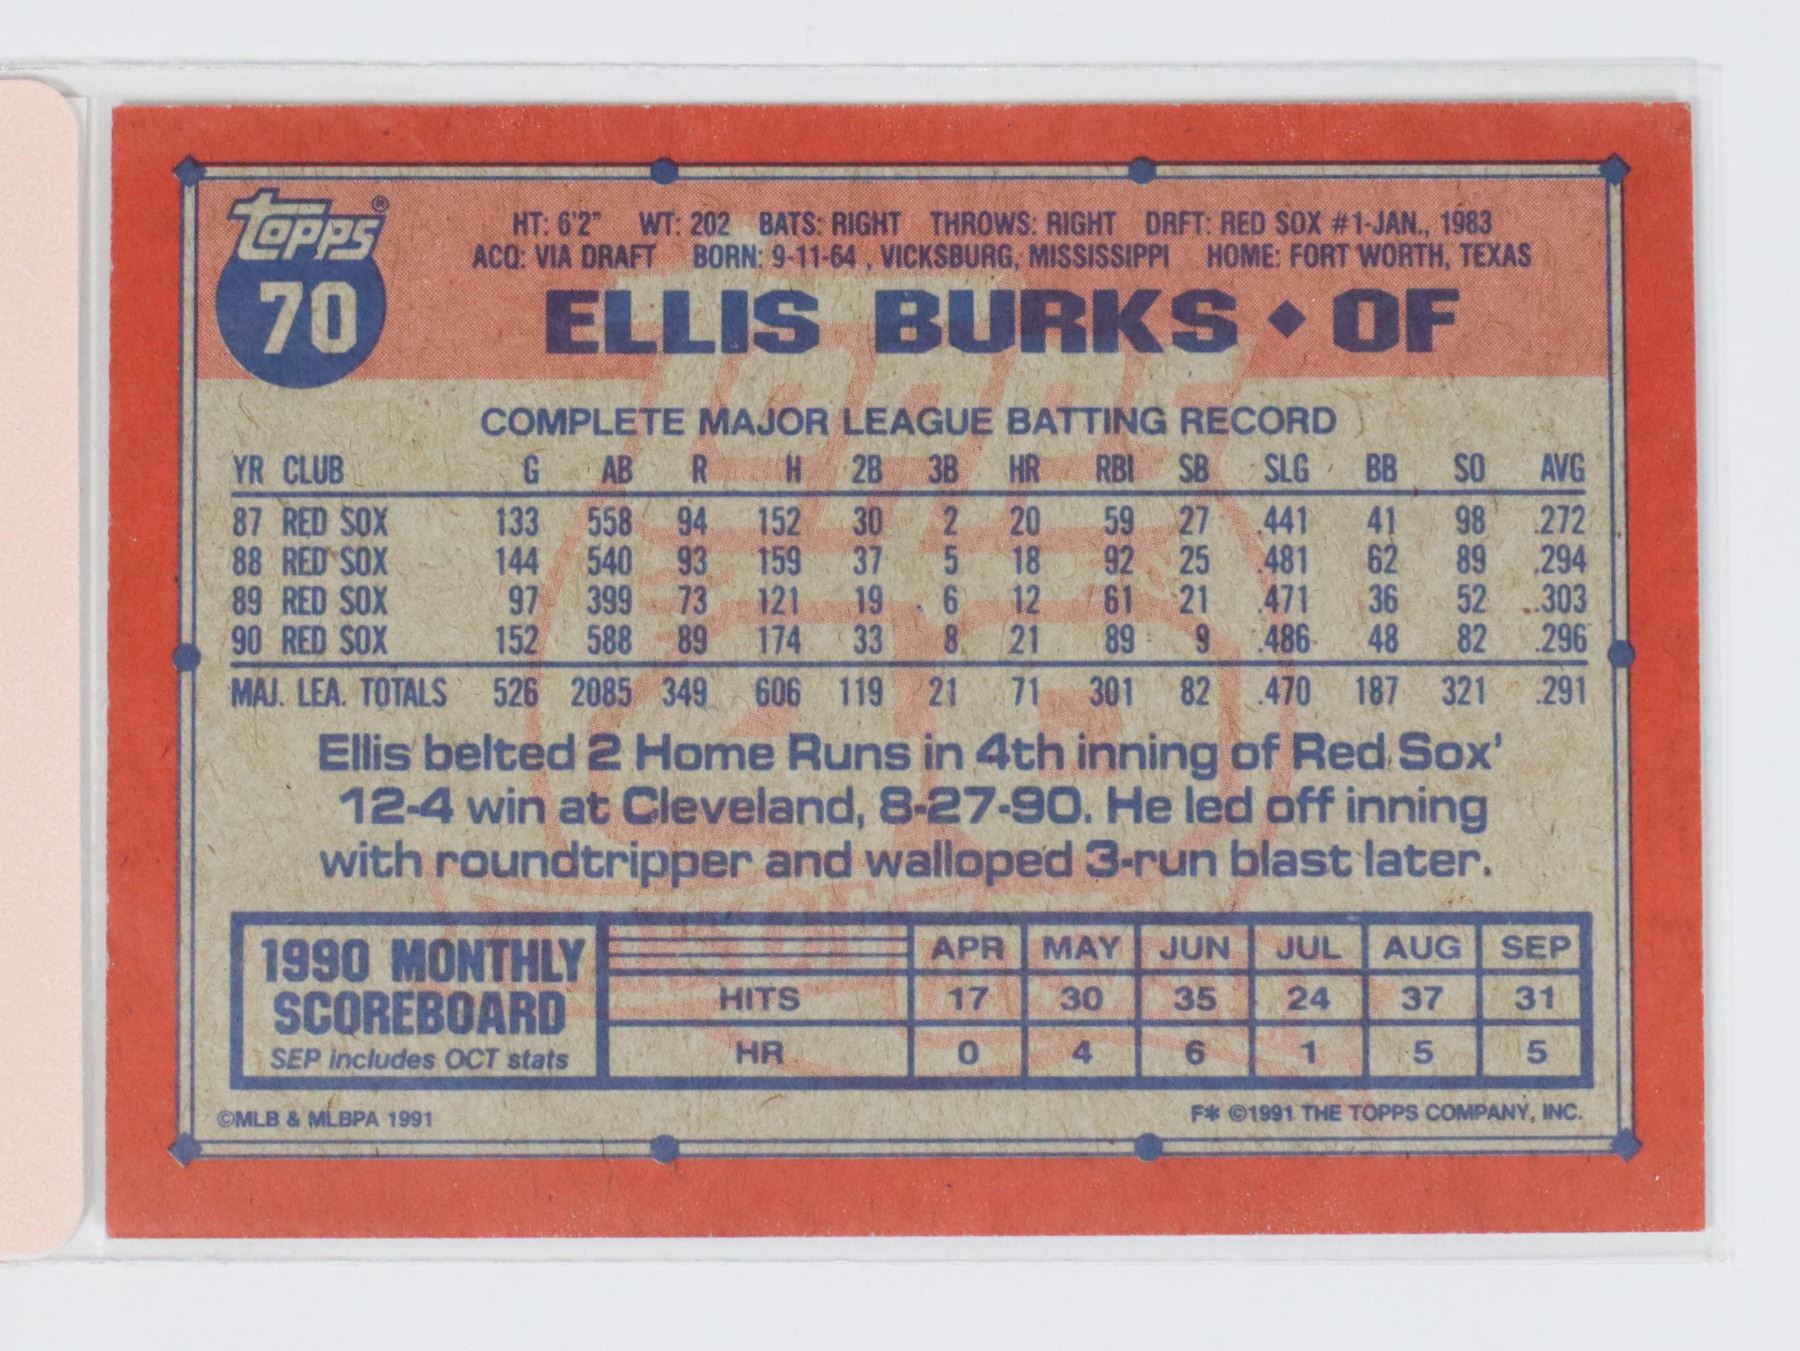 Topps®
70
HT: 6'2" WT: 202 BATS: RIGHT THROWS: RIGHT DRFT: RED SOX #1-JAN., 1983
ACQ: VIA DRAFT BORN: 9-11-64 , VICKSBURG, MISSISSIPPI HOME: FORT WORTH, TEXAS
ELLIS BURKS ◆ OF
COMPLETE MAJOR LEAGUE BATTING RECORD
YR CLUB G AB R H 2B 3B HR RBI SB SLG BB SO AVG
87 RED SOX 133 558 94 152 30 2 20 59 27 .441 41 98 .272
88 RED SOX 144 540 93 159 37 5 18 92 25 .481 62 89 .294
89 RED SOX 97 399 73 121 19 6 12 61 21 .471 36 52 .303
90 RED SOX 152 588 89 174 33 8 21 89 9 .486 48 82 .296
MAJ. LEA. TOTALS 526 2085 349 606 119 21 71 301 82 .470 187 321 .291
Ellis belted 2 Home Runs in 4th inning of Red Sox'
12-4 win at Cleveland, 8-27-90. He led off inning
with roundtripper and walloped 3-run blast later.
1990 MONTHLY
SCOREBOARD
SEP includes OCT stats
APR MAY JUN JUL AUG SEP
HITS 17 30 35 24 37 31
HR 0 4 6 1 5 5
©MLB & MLBPA 1991
F* ©1991 THE TOPPS COMPANY, INC.